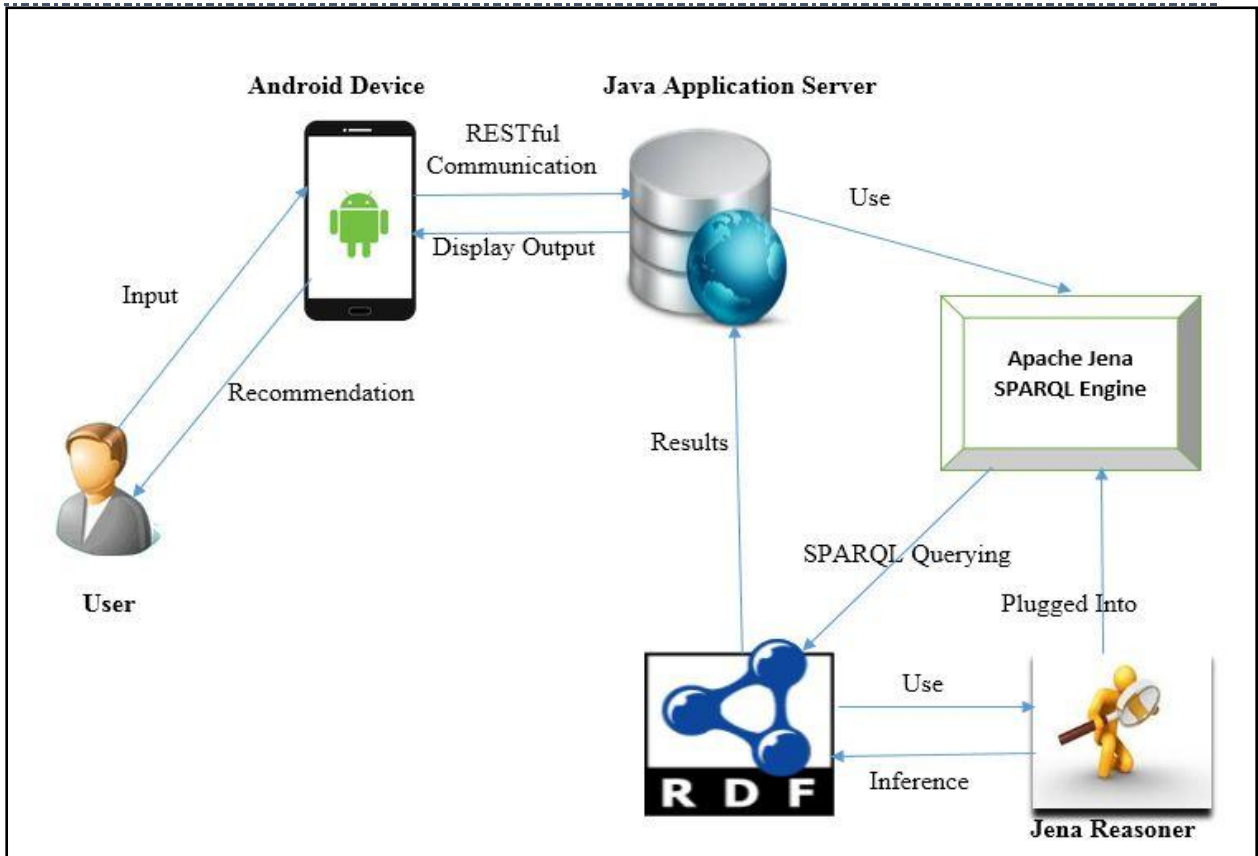 Android Device
Java Application Server
RESTful
Communication
Use
Display Output
Input
Apache Jena
SPARQL Engine
Recommendation
Results
SPARQL Querying
User
Plugged Into
Use
Inference
R D F
Jena Reasoner